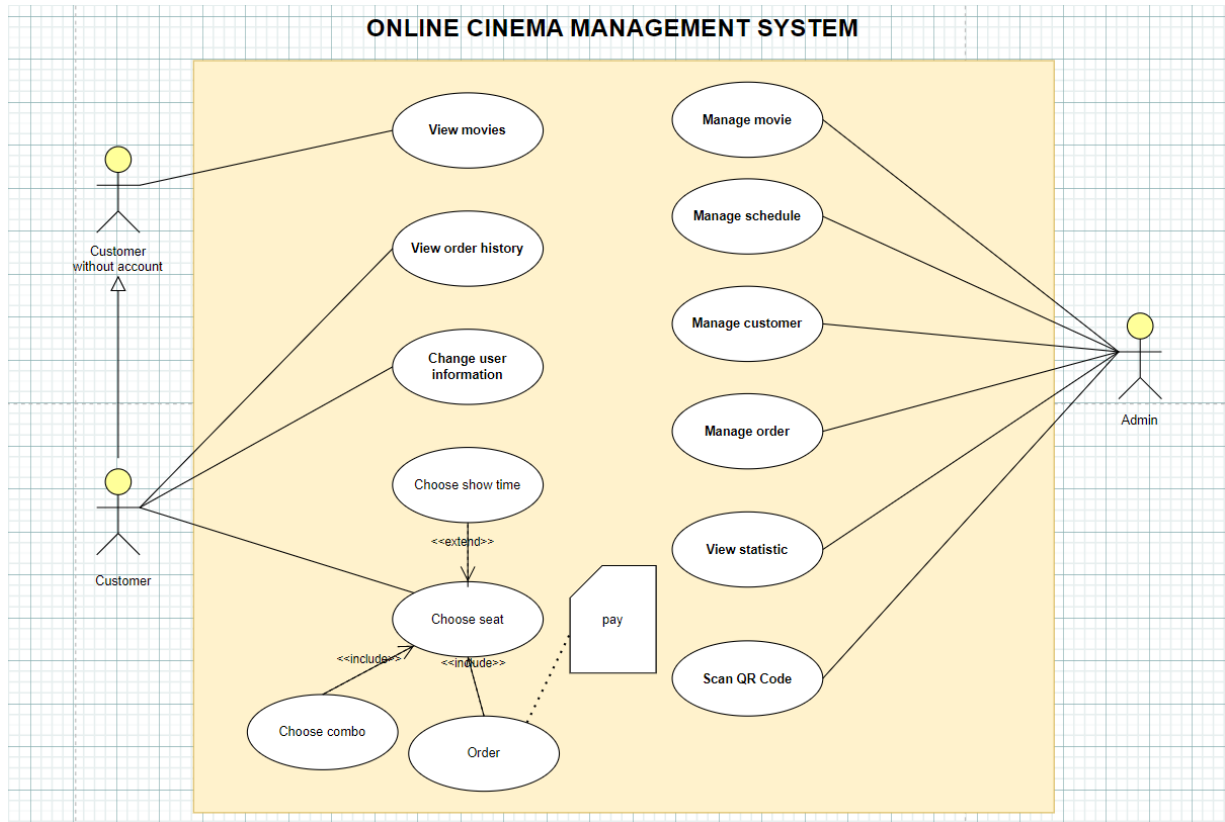 ONLINE CINEMA MANAGEMENT SYSTEM
View movies
Manage movie
Customer
without account
View order history
Manage schedule
Change user
information
Manage customer
Admin
Manage order
Choose show time
<<extend>>
Customer
Choose seat
pay
View statistic
<<include>>
<<include>>
Choose combo
Order
Scan QR Code